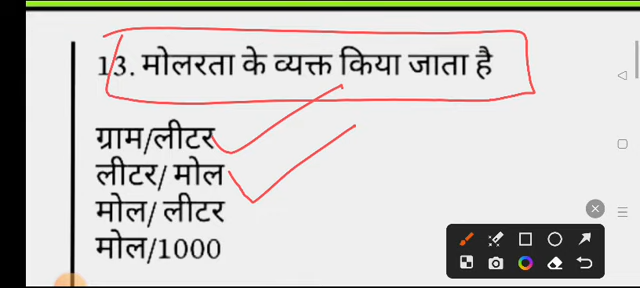 13. मोलरता के व्यक्त किया जाता है
ग्राम/लीटर
लीटर/ मोल
मोल/ लीटर
मोल/1000